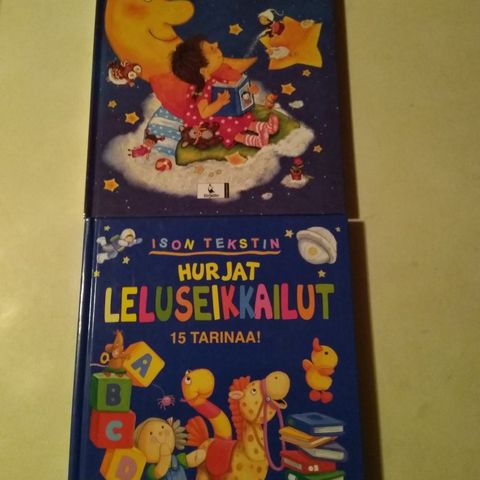 ISON TEKSTIN
HURJAT
LELUSEIKKAILUT
15 TARINAA!
A
B
C
D